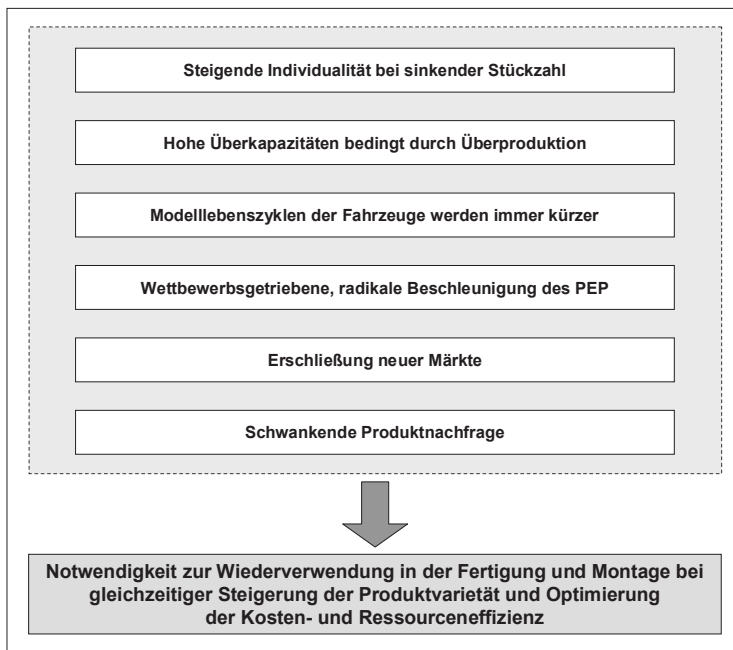 Steigende Individualität bei sinkender Stückzahl
Hohe Überkapazitäten bedingt durch Überproduktion
Modelllebenszyklen der Fahrzeuge werden immer kürzer
Wettbewerbsgetriebene, radikale Beschleunigung des PEP
Erschließung neuer Märkte
Schwankende Produktnachfrage
Notwendigkeit zur Wiederverwendung in der Fertigung und Montage bei
gleichzeitiger Steigerung der Produktvarietät und Optimierung
der Kosten- und Ressourceneffizienz